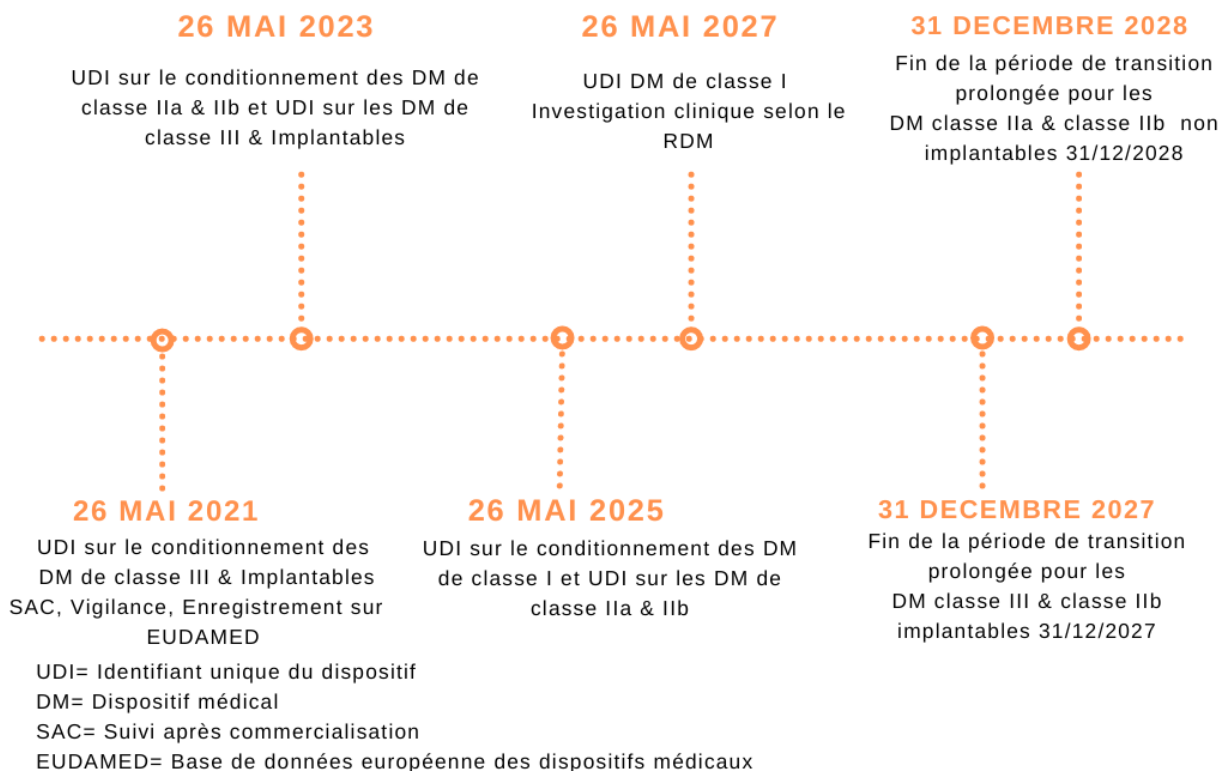 26 MAI 2023
UDI sur le conditionnement des DM de
classe IIa & IIb et UDI sur les DM de
classe III & Implantables
26 MAI 2027
UDI DM de classe I
Investigation clinique selon le
RDM
31 DECEMBRE 2028
Fin de la période de transition
prolongée pour les
DM classe IIa & classe IIb non
implantables 31/12/2028
26 MAI 2021
UDI sur le conditionnement des
DM de classe III & Implantables
SAC, Vigilance, Enregistrement sur
EUDAMED
26 MAI 2025
UDI sur le conditionnement des DM
de classe I et UDI sur les DM de
classe IIa & IIb
31 DECEMBRE 2027
Fin de la période de transition
prolongée pour les
DM classe III & classe IIb
implantables 31/12/2027
UDI= Identifiant unique du dispositif
DM= Dispositif médical
SAC= Suivi après commercialisation
EUDAMED= Base de données européenne des dispositifs médicaux